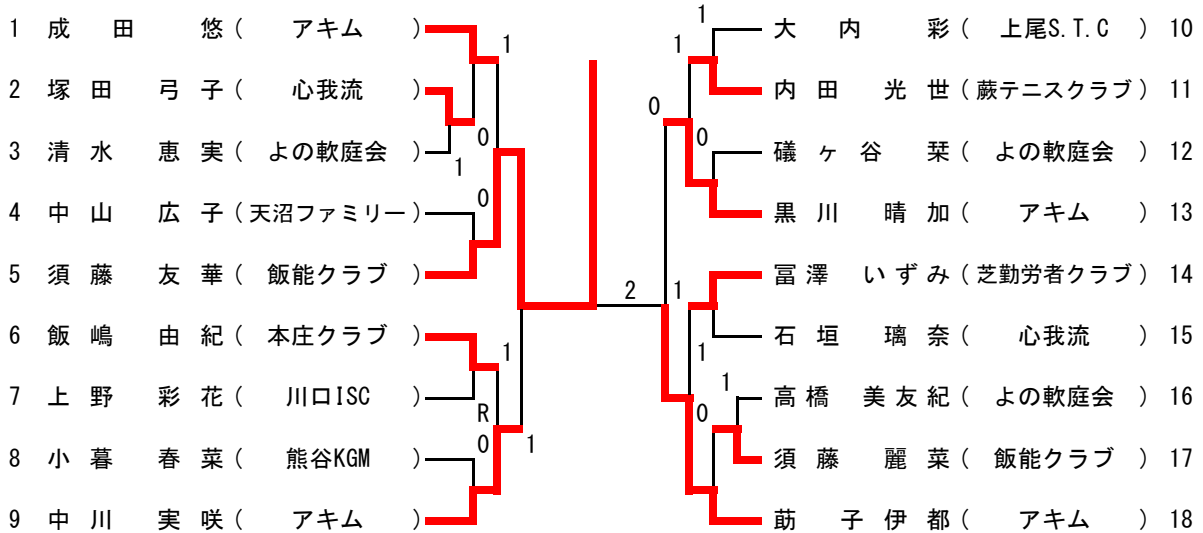 1 成田 悠 ( アキム )
1
2 塚田 弓子 ( 心我流 )
0
3 清水 恵実 ( よの軟庭会 )
1
0
4 中山 広子 ( 天沼ファミリー )
5 須藤 友華 ( 飯能クラブ )
6 飯嶋 由紀 ( 本庄クラブ )
1
7 上野 彩花 ( 川口ISC )
R
0
8 小暮 春菜 ( 熊谷KGM )
1
9 中川 実咲 ( アキム )
2
1
大内 彩 ( 上尾S.T.C ) 10
1
内田 光世 ( 蕨テニスクラブ ) 11
0
0
礒ヶ谷 栞 ( よの軟庭会 ) 12
黒川 晴加 ( アキム ) 13
1
冨澤 いずみ ( 芝勤労者クラブ ) 14
石垣 璃奈 ( 心我流 ) 15
1
1
高橋 美友紀 ( よの軟庭会 ) 16
0
須藤 麗菜 ( 飯能クラブ ) 17
莇 子伊都 ( アキム ) 18